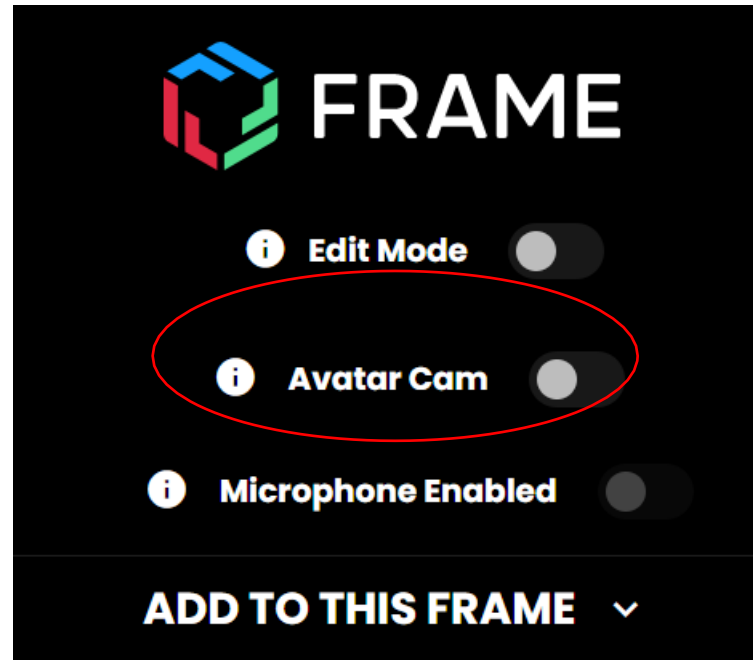 FRAME
i Edit Mode
i Avatar Cam
i Microphone Enabled
ADD TO THIS FRAME